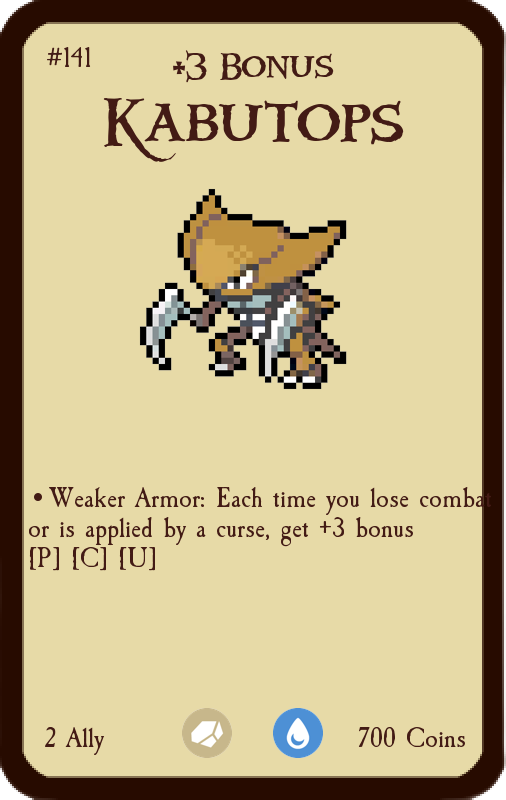 #141
+3 Bonus
Kabutops
• Weaker Armor: Each time you lose combat
or is applied by a curse, get +3 bonus
[P] [C] [U]
2 Ally
700 Coins